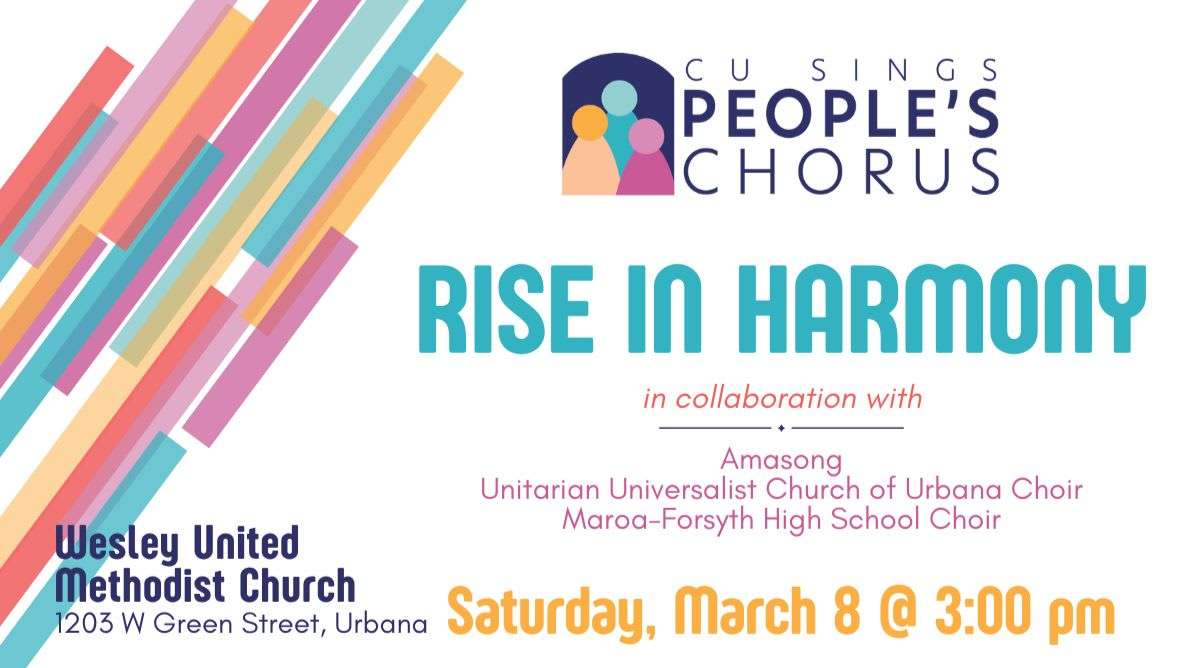 CU SINGS
PEOPLE'S
CHORUS
RISE IN HARMONY
in collaboration with
Amasong
Unitarian Universalist Church of Urbana Choir
Maroa-Forsyth High School Choir
Wesley United
Methodist Church
1203 W Green Street, Urbana
Saturday, March 8 @ 3:00 pm